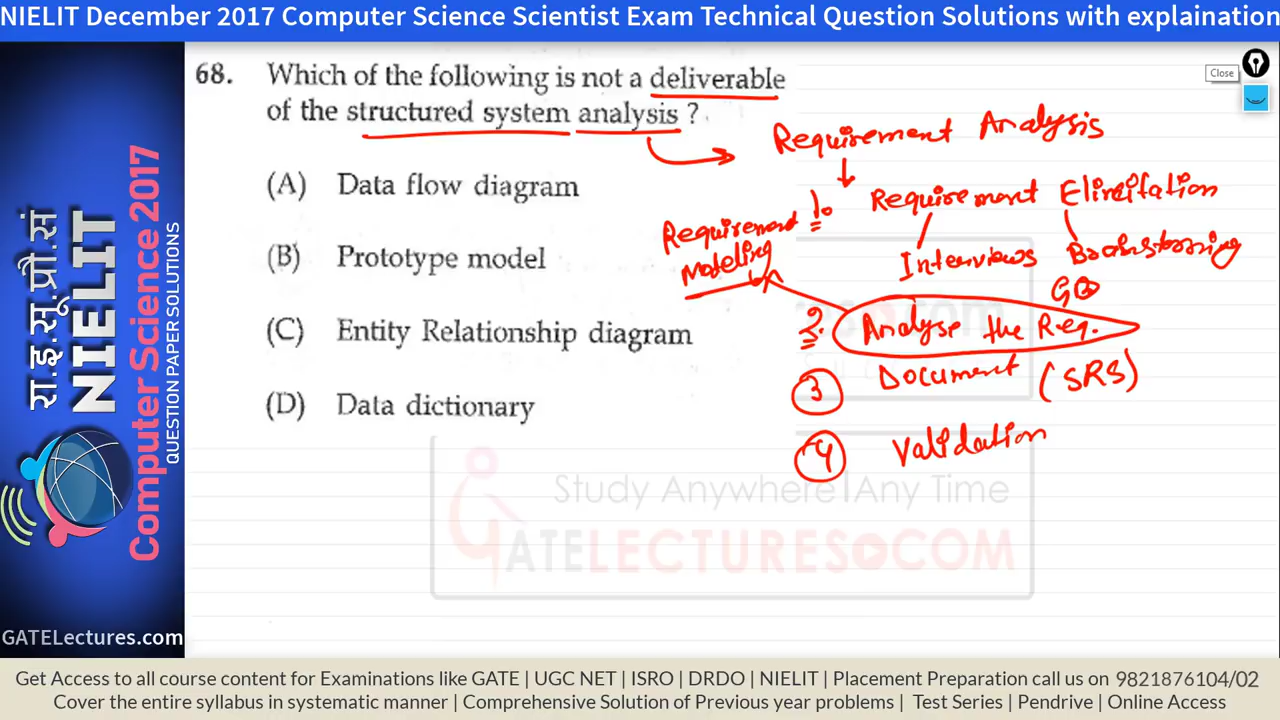 NIELIT December 2017 Computer Science Scientist Exam Technical Question Solutions with explaination
Close
रा.इ.सू.प्रौ.सं
NIELIT
Computer Science 2017
QUESTION PAPER SOLUTIONS
GATELectures.com
68. Which of the following is not a deliverable
of the structured system analysis ?
(A) Data flow diagram
(B) Prototype model
(C) Entity Relationship diagram
(D) Data dictionary
Requirement Analysis
1. Requirement Elicitation
Interviews Brainstorming
Requirement
Modeling
2. Analyse the Req.
3 Document (SRS)
4 Validation
Study Anywhere Any Time
GATELECTURES.COM
Get Access to all course content for Examinations like GATE | UGC NET | ISRO | DRDO | NIELIT | Placement Preparation call us on 9821876104/02
Cover the entire syllabus in systematic manner | Comprehensive Solution of Previous year problems | Test Series | Pendrive | Online Access